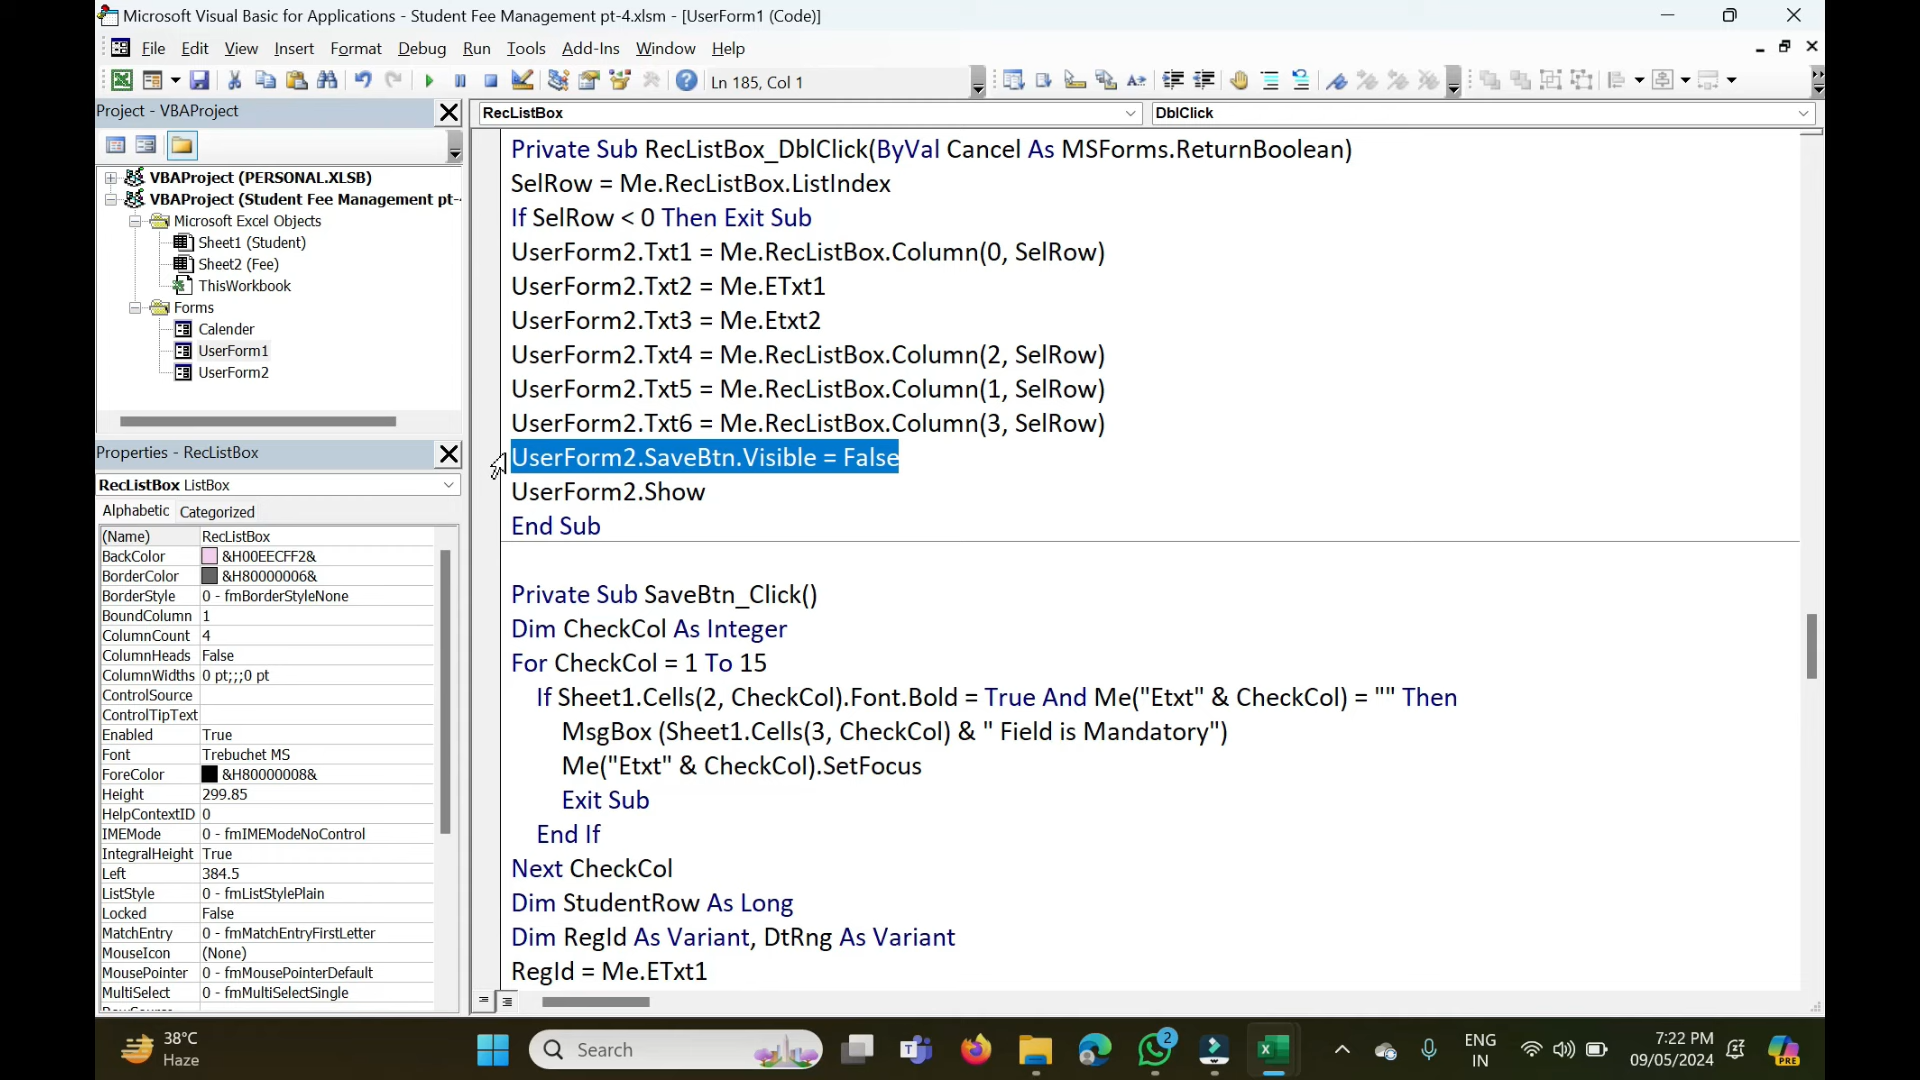 Microsoft Visual Basic for Applications - Student Fee Management pt-4.xlsm - [UserForm1 (Code)]
File Edit View Insert Format Debug Run Tools Add-Ins Window Help
Ln 185, Col 1
Project - VBAProject
VBAProject (PERSONAL.XLSB)
VBAProject (Student Fee Management pt-
Microsoft Excel Objects
Sheet1 (Student)
Sheet2 (Fee)
ThisWorkbook
Forms
Calender
UserForm1
UserForm2
Properties - RecListBox
RecListBox ListBox
Alphabetic Categorized
(Name) RecListBox
BackColor &H00EECFF2&
BorderColor &H80000006&
BorderStyle 0 - fmBorderStyleNone
BoundColumn 1
ColumnCount 4
ColumnHeads False
ColumnWidths 0 pt;;;0 pt
ControlSource
ControlTipText
Enabled True
Font Trebuchet MS
ForeColor &H80000008&
Height 299.85
HelpContextID 0
IMEMode 0 - fmIMEModeNoControl
IntegralHeight True
Left 384.5
ListStyle 0 - fmListStylePlain
Locked False
MatchEntry 0 - fmMatchEntryFirstLetter
MouseIcon (None)
MousePointer 0 - fmMousePointerDefault
MultiSelect 0 - fmMultiSelectSingle
RecListBox DblClick
Private Sub RecListBox_DblClick(ByVal Cancel As MSForms.ReturnBoolean)
SelRow = Me.RecListBox.ListIndex
If SelRow < 0 Then Exit Sub
UserForm2.Txt1 = Me.RecListBox.Column(0, SelRow)
UserForm2.Txt2 = Me.ETxt1
UserForm2.Txt3 = Me.Etxt2
UserForm2.Txt4 = Me.RecListBox.Column(2, SelRow)
UserForm2.Txt5 = Me.RecListBox.Column(1, SelRow)
UserForm2.Txt6 = Me.RecListBox.Column(3, SelRow)
UserForm2.SaveBtn.Visible = False
UserForm2.Show
End Sub
Private Sub SaveBtn_Click()
Dim CheckCol As Integer
For CheckCol = 1 To 15
If Sheet1.Cells(2, CheckCol).Font.Bold = True And Me("Etxt" & CheckCol) = "" Then
MsgBox (Sheet1.Cells(3, CheckCol) & " Field is Mandatory")
Me("Etxt" & CheckCol).SetFocus
Exit Sub
End If
Next CheckCol
Dim StudentRow As Long
Dim RegId As Variant, DtRng As Variant
RegId = Me.ETxt1
38°C
Haze
Search
2
ENG
IN
7:22 PM
09/05/2024
PRE